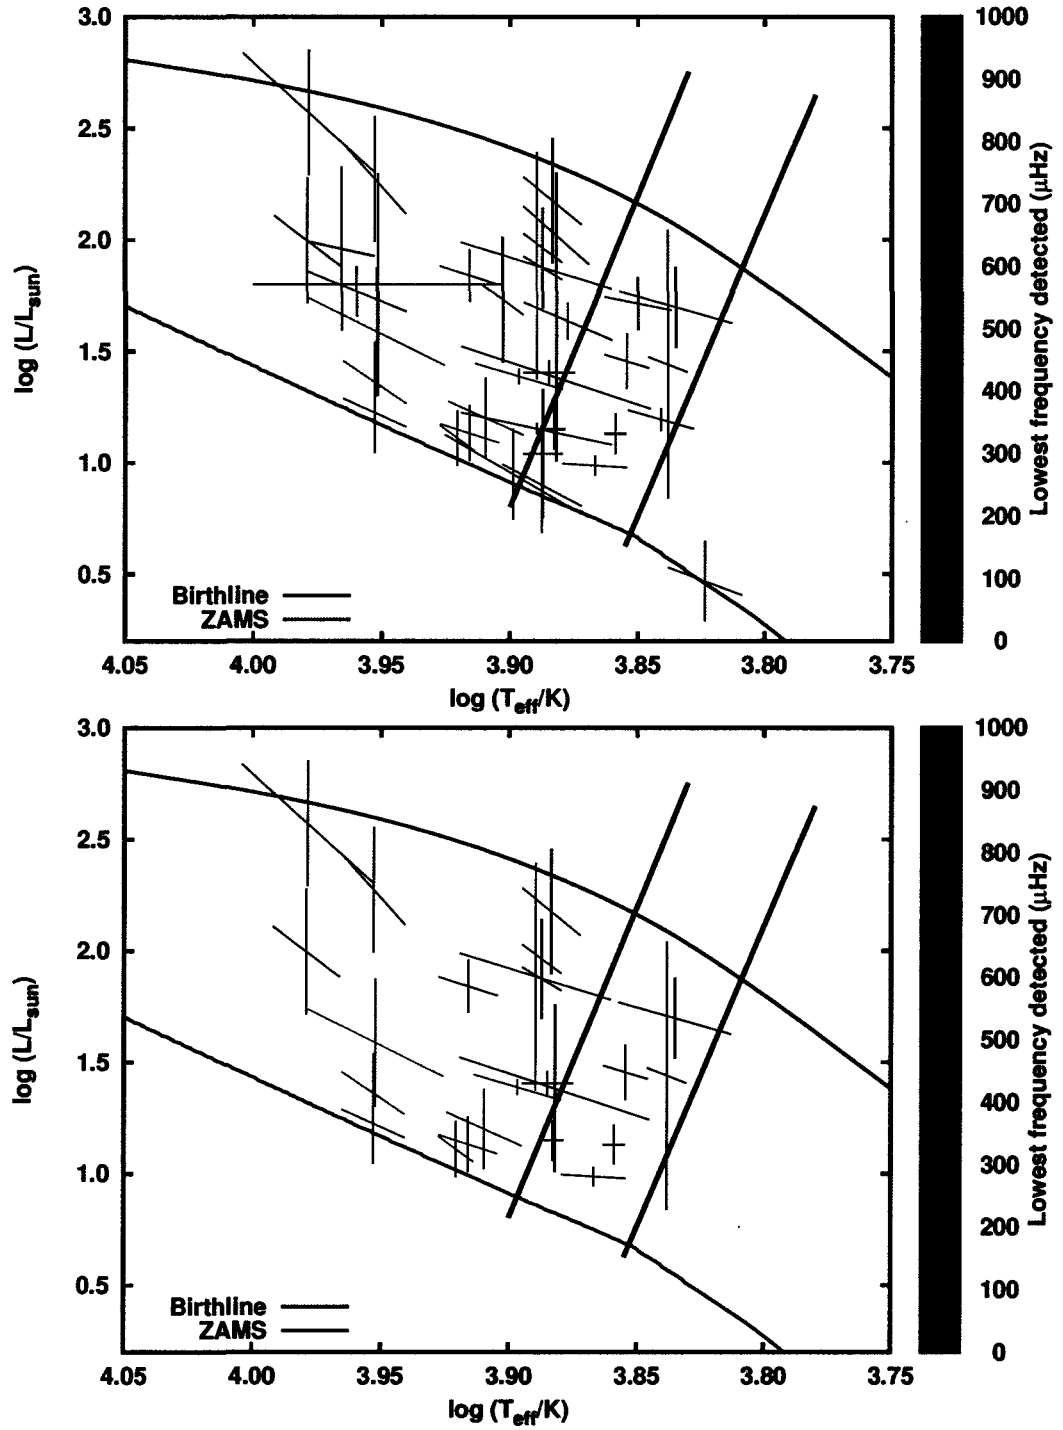 3.0
2.5
2.0
1.5
1.0
0.5
log (L/Lsun)
Birthline
ZAMS
4.05 4.00 3.95 3.90 3.85 3.80 3.75
log (Teff/K)
1000
900
800
700
600
500
400
300
200
100
0
Lowest frequency detected (μHz)
3.0
2.5
2.0
1.5
1.0
0.5
log (L/Lsun)
Birthline
ZAMS
4.05 4.00 3.95 3.90 3.85 3.80 3.75
log (Teff/K)
1000
900
800
700
600
500
400
300
200
100
0
Lowest frequency detected (μHz)